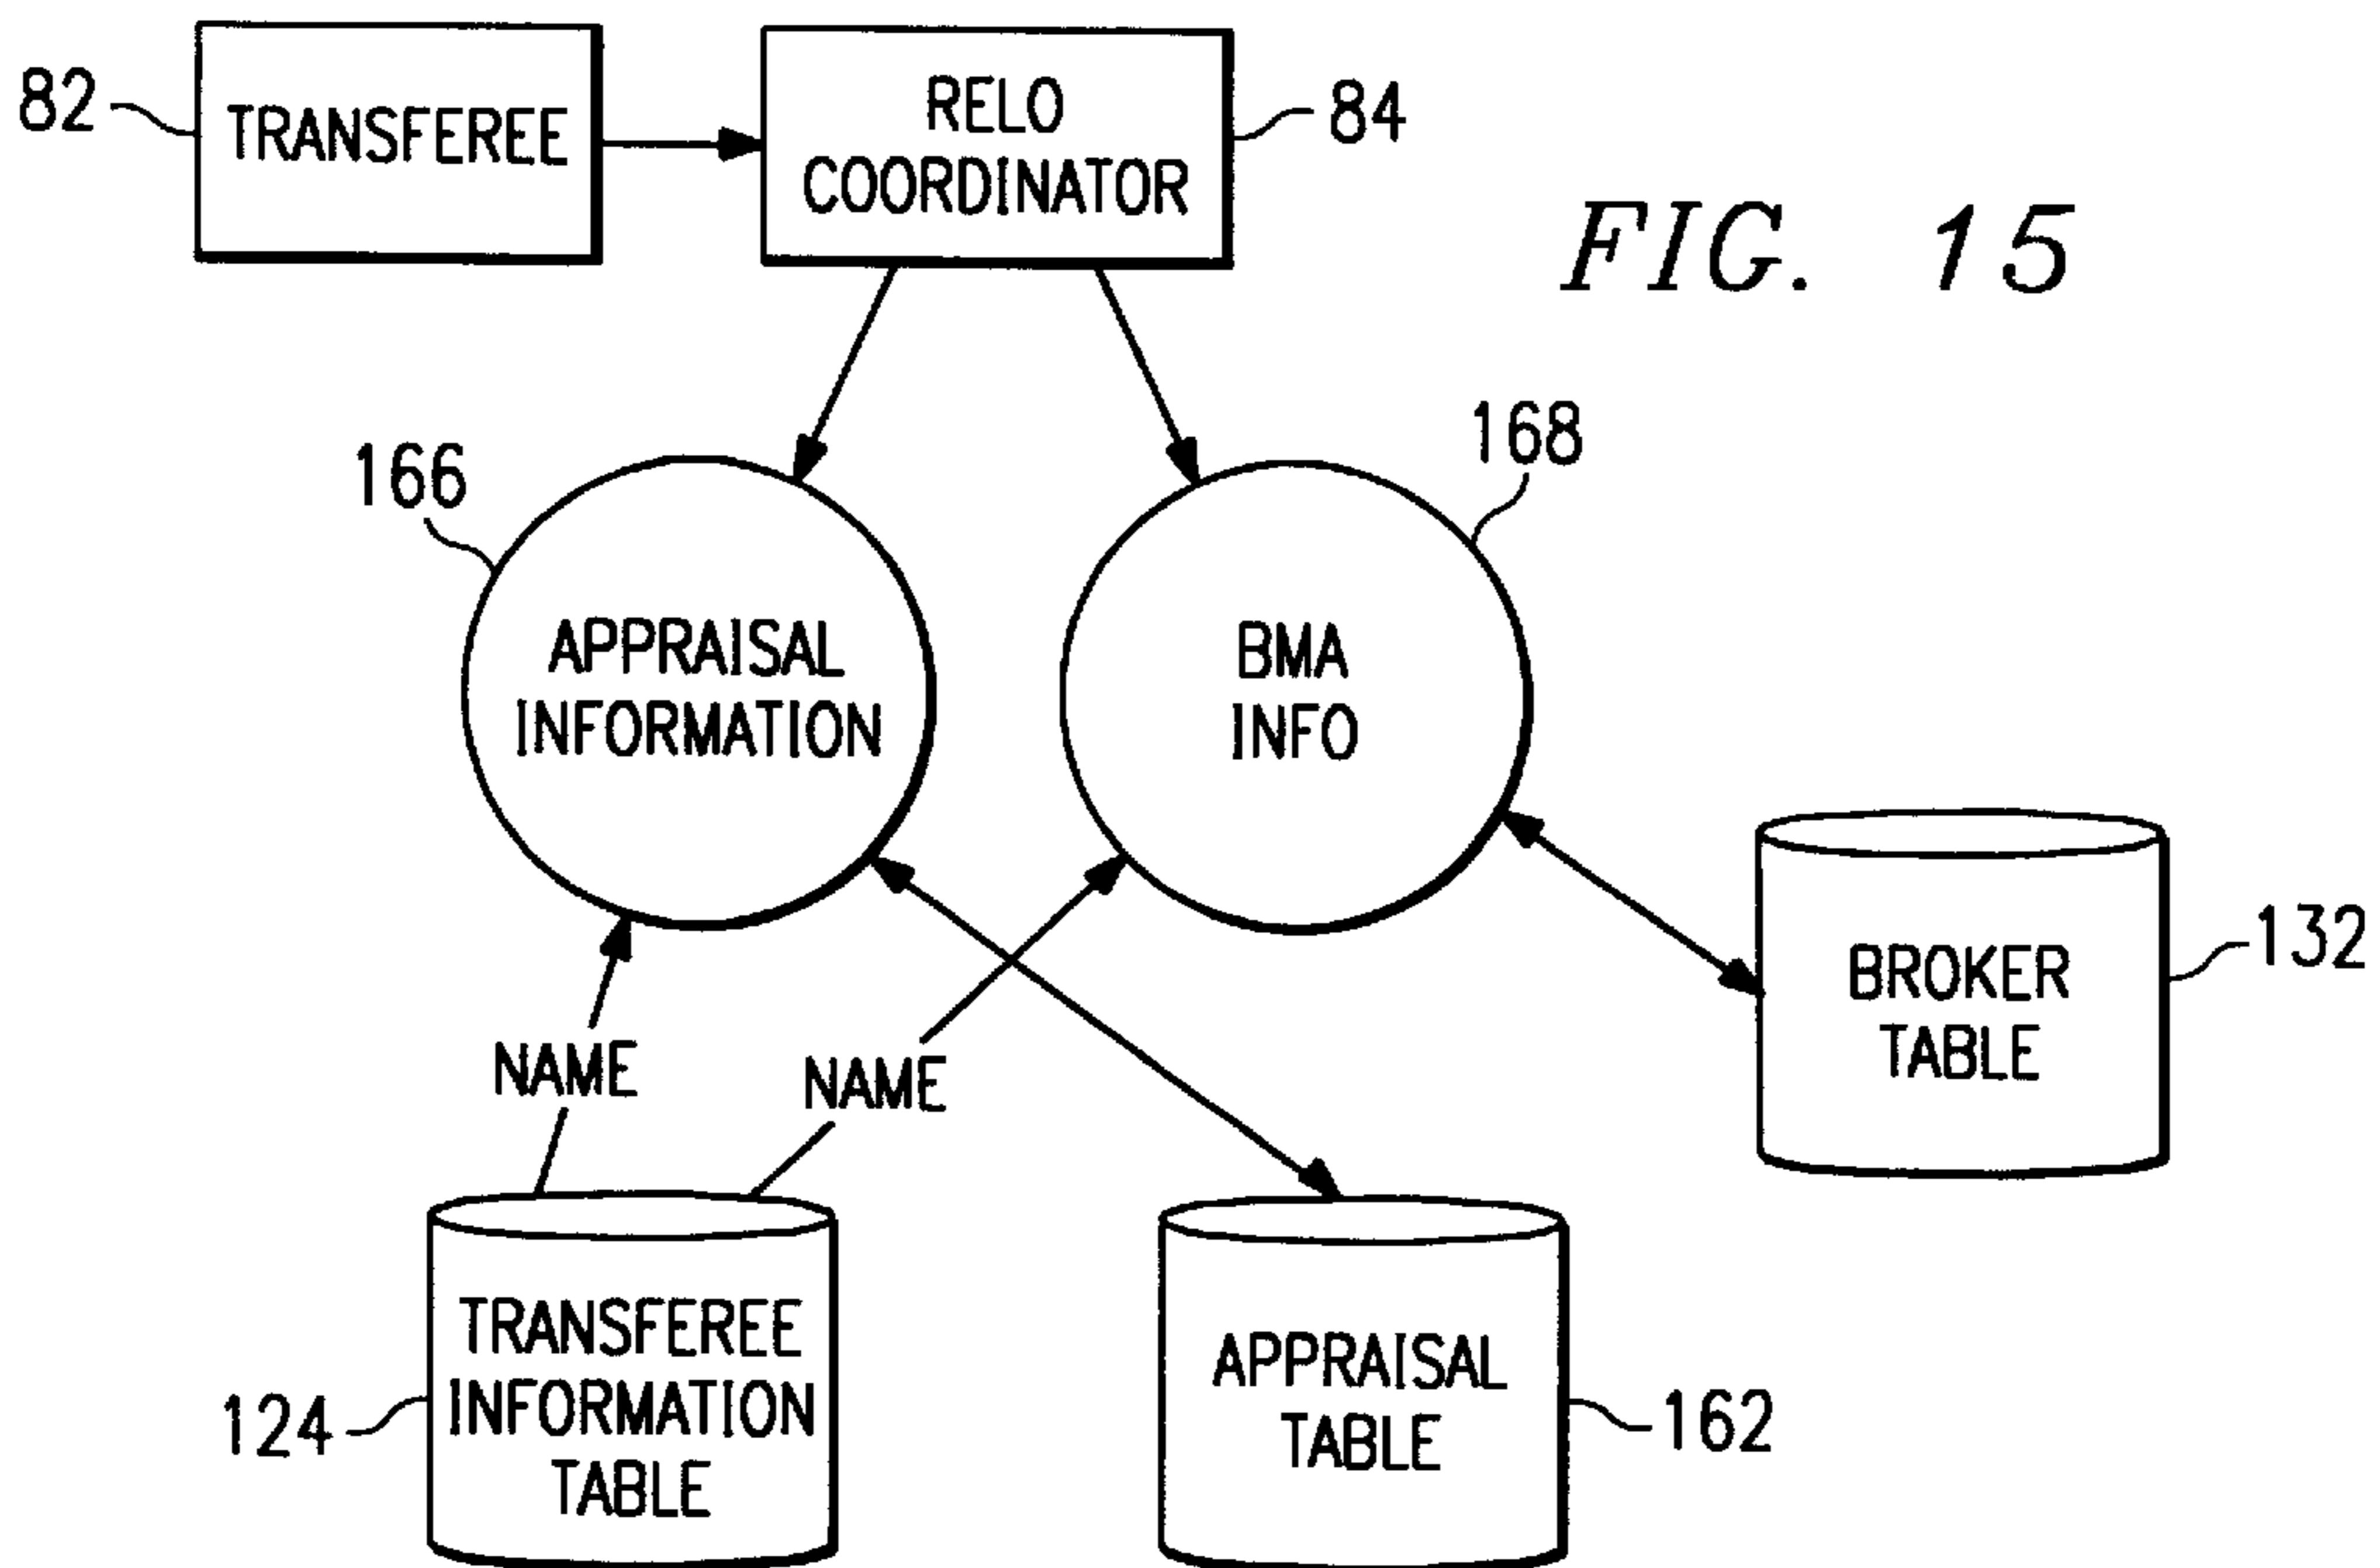 82
TRANSFEREE
RELO
COORDINATOR
84
FIG. 15
166
168
APPRAISAL
INFORMATION
BMA
INFO
132
BROKER
TABLE
NAME
NAME
TRANSFEREE
INFORMATION
TABLE
124
APPRAISAL
TABLE
162